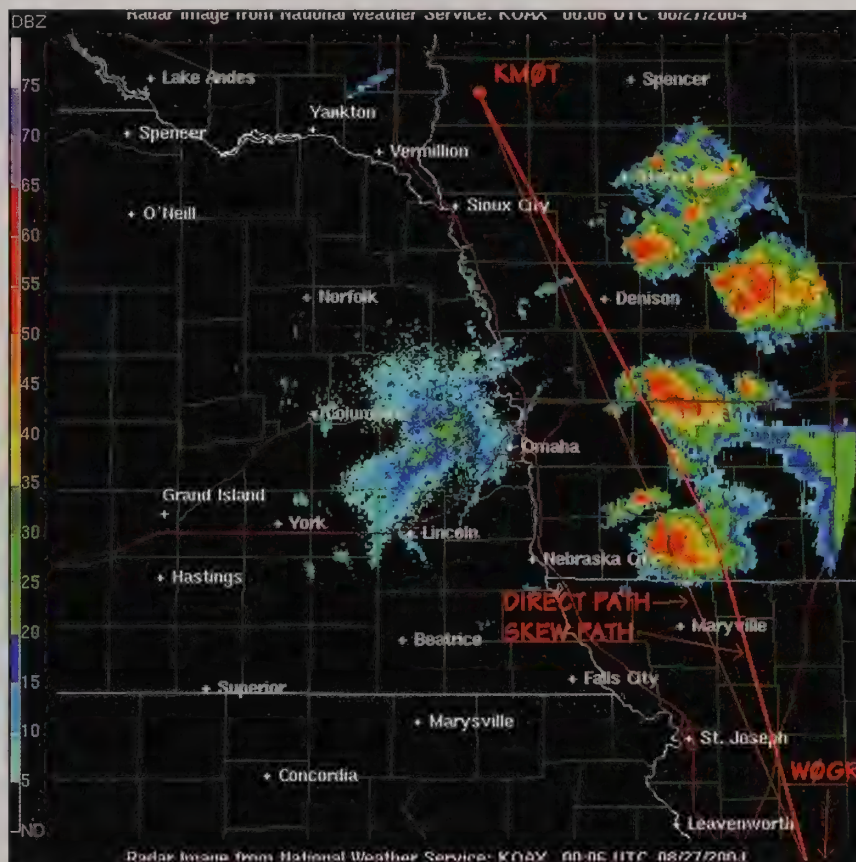 DBZ
Radar Image from National Weather Service: KOAX 00:06 UTC 08/27/2004
75
KMØT
Lake Andes
Spencer
Yankton
70
Spencer
Vermillion
65
O'Neill
Sioux City
60
55
Norfolk
Denison
50
45
Columbus
40
Omaha
35
Grand Island
30
York
Lincoln
Nebraska City
25
Hastings
DIRECT PATH
20
SKEW PATH
Maryville
Beatrice
15
Superior
Falls City
10
Marysville
St. Joseph
5
Concordia
WØGR
ND
Leavenworth
Radar Image from National Weather Service: KOAX 00:06 UTC 08/27/2004